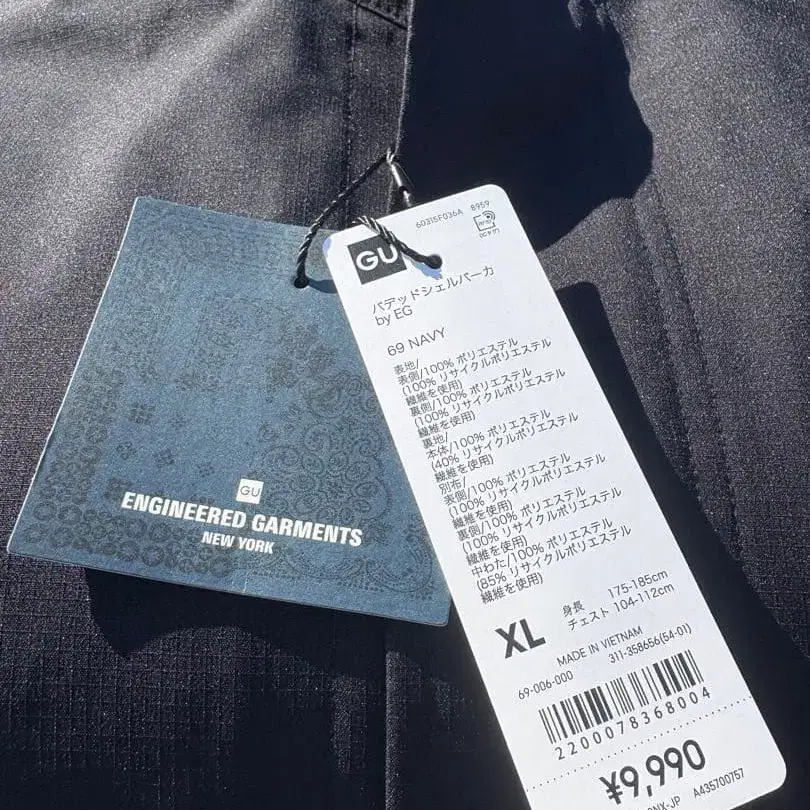 GU
ENGINEERED GARMENTS
NEW YORK
60315F036A 8959
GU
パデッドシェルパーカ
by EG
69 NAVY
表地/
表側/100% ポリエステル
(100% リサイクルポリエステル
繊維を使用)
裏側/100% ポリエステル
(100% リサイクルポリエステル
繊維を使用)
裏地/
本体/100% ポリエステル
(40% リサイクルポリエステル
繊維を使用)
別布/
表側/100% ポリエステル
(100% リサイクルポリエステル
繊維を使用)
裏側/100% ポリエステル
(100% リサイクルポリエステル
繊維を使用)
中わた/100% ポリエステル
(85% リサイクルポリエステル
繊維を使用)
XL
身長 175-185cm
チェスト 104-112cm
MADE IN VIETNAM
69-006-000 311-358656(54-01)
2200078368004
¥9,990
A435700757